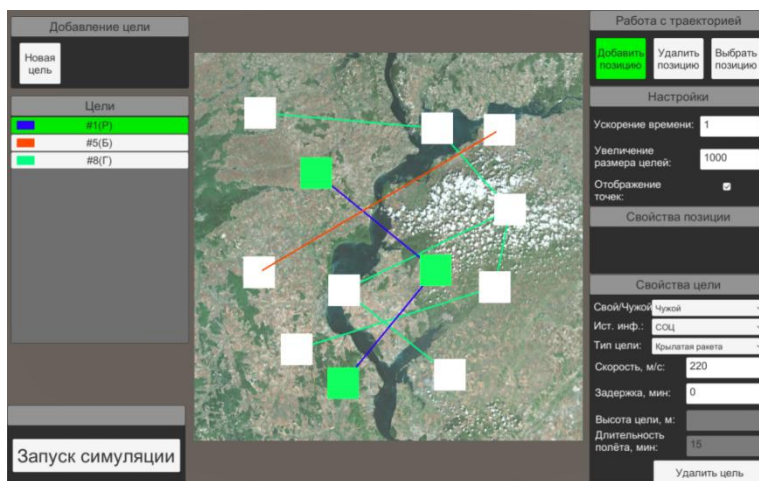 Добавление цели
Новая
цель
Цели
#1(Р)
#5(Б)
#8(Г)
Запуск симуляции
Работа с траекторией
Добавить
позицию
Удалить
позицию
Выбрать
позицию
Настройки
Ускорение времени: 1
Увеличение
размера целей: 1000
Отображение
точек:
Свойства позиции
Свойства цели
Свой/Чужой Чужой
Ист. инф.: СОЦ
Тип цели: Крылатая ракета
Скорость, м/с: 220
Задержка, мин: 0
Высота цели, м:
Длительность
полёта, мин: 15
Удалить цель